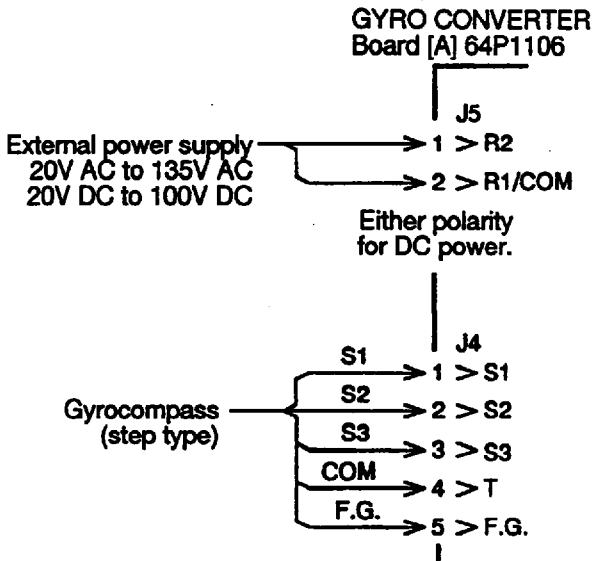 GYRO CONVERTER
Board [A] 64P1106
J5
External power supply
20V AC to 135V AC
20V DC to 100V DC
1 > R2
2 > R1/COM
Either polarity
for DC power.
J4
Gyrocompass
(step type)
S1
1 > S1
S2
2 > S2
S3
3 > S3
COM
4 > T
F.G.
5 > F.G.